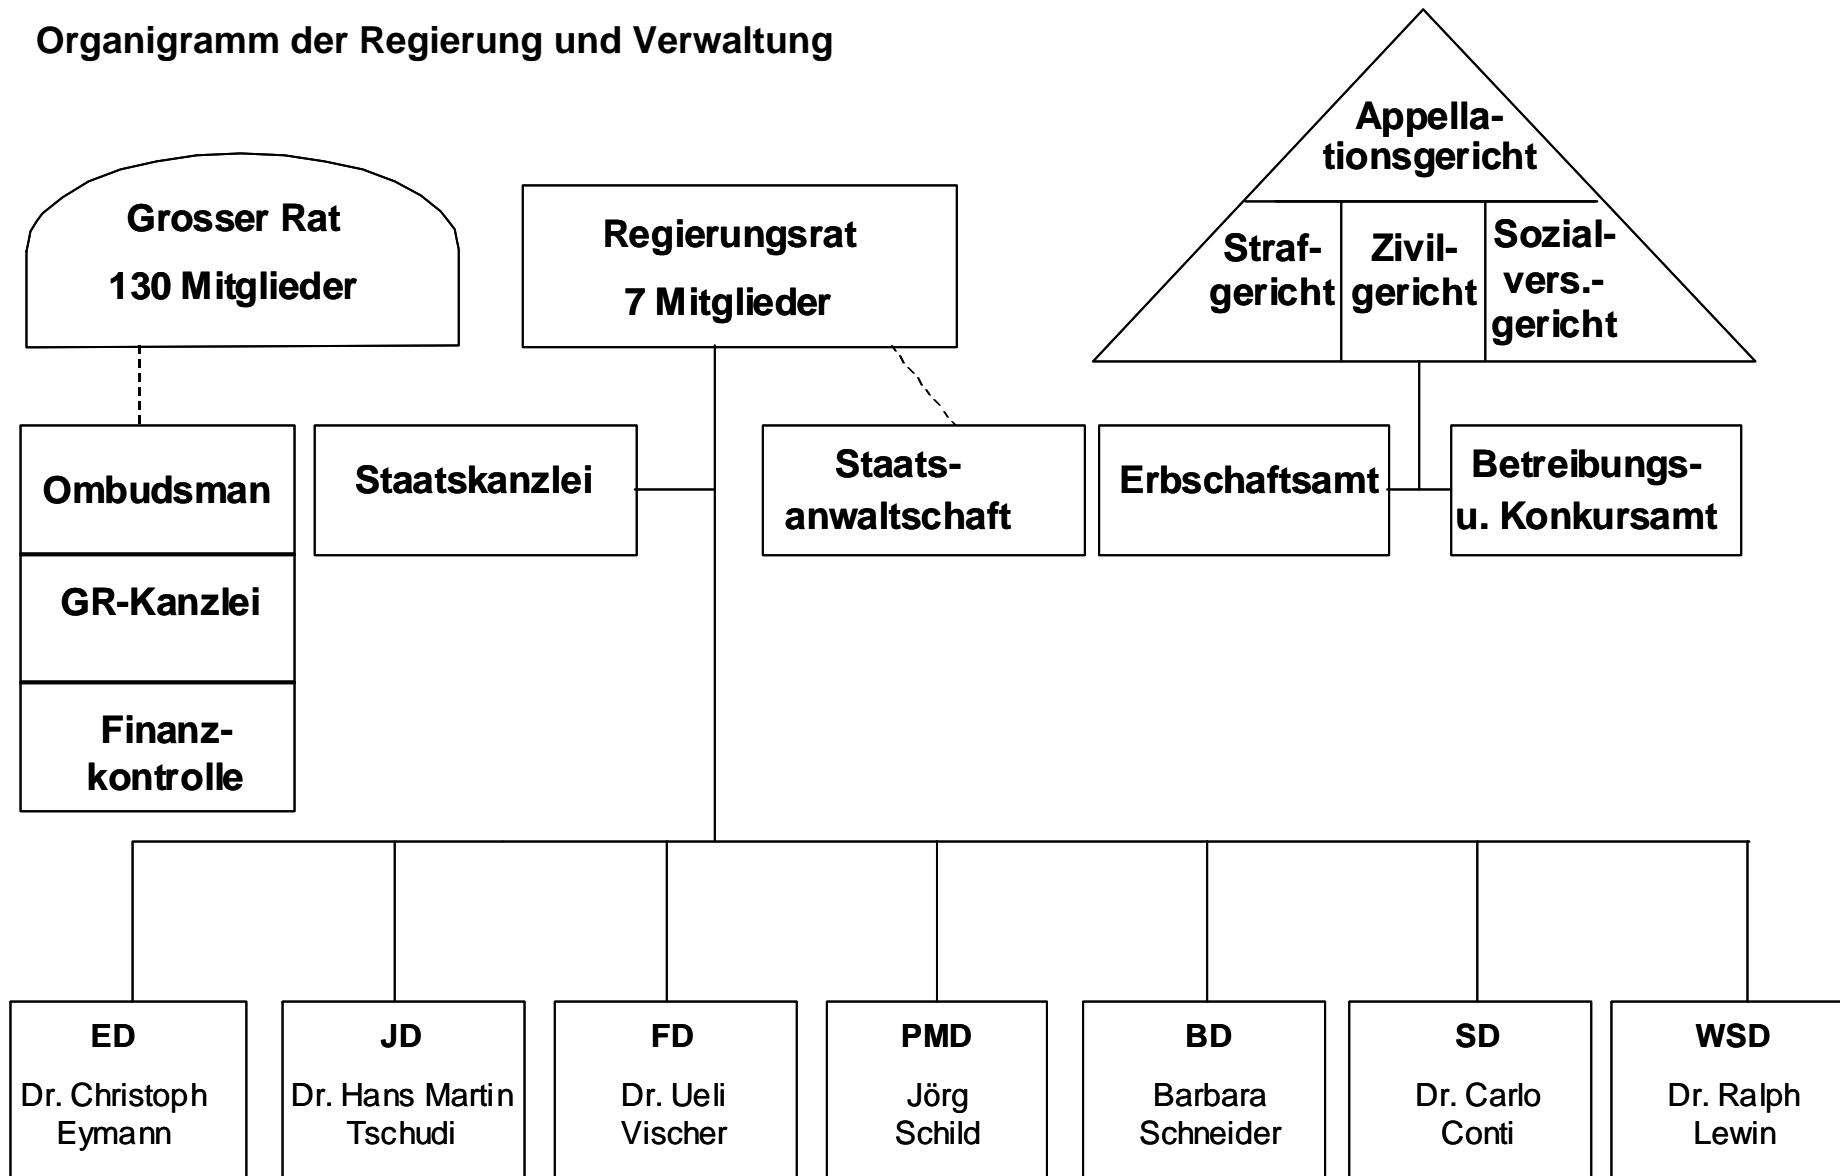 Organigramm der Regierung und Verwaltung
Grosser Rat
130 Mitglieder
Regierungsrat
7 Mitglieder
Appella-
tionsgericht
Straf-
gericht
Zivil-
gericht
Sozial-
vers.-
gericht
Ombudsman
GR-Kanzlei
Finanz-
kontrolle
Staatskanzlei
Staats-
anwaltschaft
Erbschaftsamt
Betreibungs-
u. Konkursamt
ED
Dr. Christoph
Eymann
JD
Dr. Hans Martin
Tschudi
FD
Dr. Ueli
Vischer
PMD
Jörg
Schild
BD
Barbara
Schneider
SD
Dr. Carlo
Conti
WSD
Dr. Ralph
Lewin